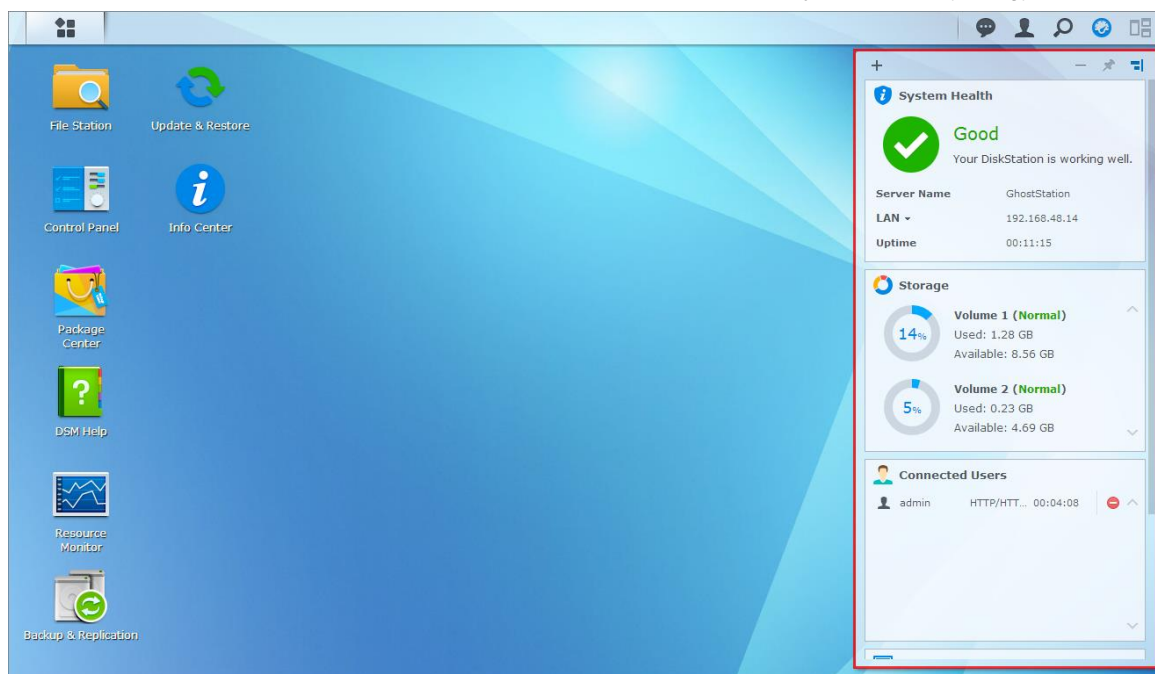 File Station
Update & Restore
Control Panel
Info Center
Package
Center
DSM Help
Resource
Monitor
Backup & Replication
System Health
Good
Your DiskStation is working well.
Server Name GhostStation
LAN 192.168.48.14
Uptime 00:11:15
Storage
14%
Volume 1 (Normal)
Used: 1.28 GB
Available: 8.56 GB
5%
Volume 2 (Normal)
Used: 0.23 GB
Available: 4.69 GB
Connected Users
admin HTTP/HTT... 00:04:08